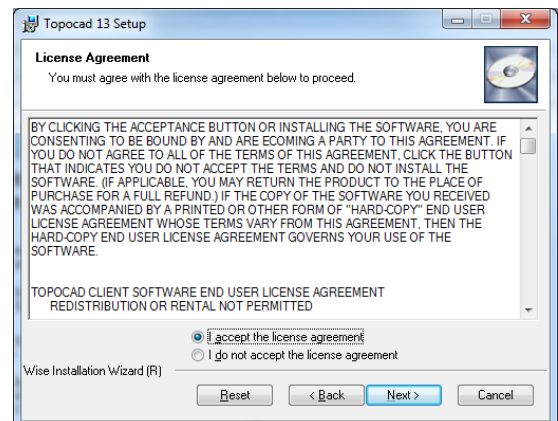 Topocad 13 Setup
License Agreement
You must agree with the license agreement below to proceed.
BY CLICKING THE ACCEPTANCE BUTTON OR INSTALLING THE SOFTWARE, YOU ARE
CONSENTING TO BE BOUND BY AND ARE ECOMING A PARTY TO THIS AGREEMENT. IF
YOU DO NOT AGREE TO ALL OF THE TERMS OF THIS AGREEMENT, CLICK THE BUTTON
THAT INDICATES YOU DO NOT ACCEPT THE TERMS AND DO NOT INSTALL THE
SOFTWARE. (IF APPLICABLE, YOU MAY RETURN THE PRODUCT TO THE PLACE OF
PURCHASE FOR A FULL REFUND.) IF THE COPY OF THE SOFTWARE YOU RECEIVED
WAS ACCOMPANIED BY A PRINTED OR OTHER FORM OF "HARD-COPY" END USER
LICENSE AGREEMENT WHOSE TERMS VARY FROM THIS AGREEMENT, THEN THE
HARD-COPY END USER LICENSE AGREEMENT GOVERNS YOUR USE OF THE
SOFTWARE.
TOPOCAD CLIENT SOFTWARE END USER LICENSE AGREEMENT
REDISTRIBUTION OR RENTAL NOT PERMITTED
I accept the license agreement
I do not accept the license agreement
Wise Installation Wizard (R)
Reset < Back Next > Cancel